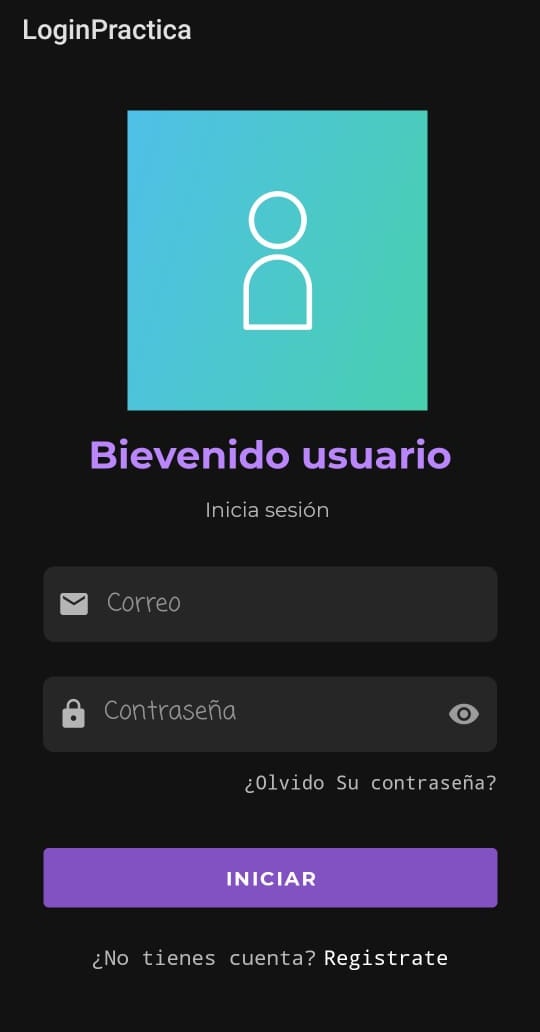 LoginPractica
Bievenido usuario
Inicia sesión
Correo
Contraseña
¿Olvido Su contraseña?
INICIAR
¿No tienes cuenta? Registrate